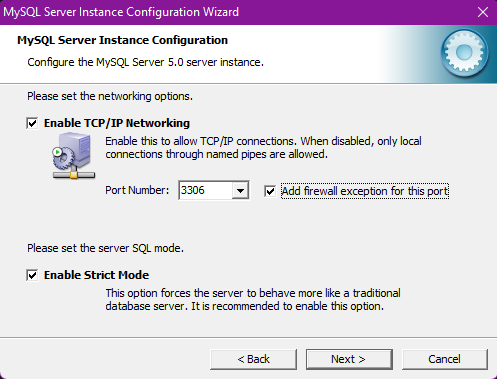 MySQL Server Instance Configuration Wizard
MySQL Server Instance Configuration
Configure the MySQL Server 5.0 server instance.
Please set the networking options.
Enable TCP/IP Networking
Enable this to allow TCP/IP connections. When disabled, only local
connections through named pipes are allowed.
Port Number: 3306 Add firewall exception for this port
Please set the server SQL mode.
Enable Strict Mode
This option forces the server to behave more like a traditional
database server. It is recommended to enable this option.
< Back Next > Cancel